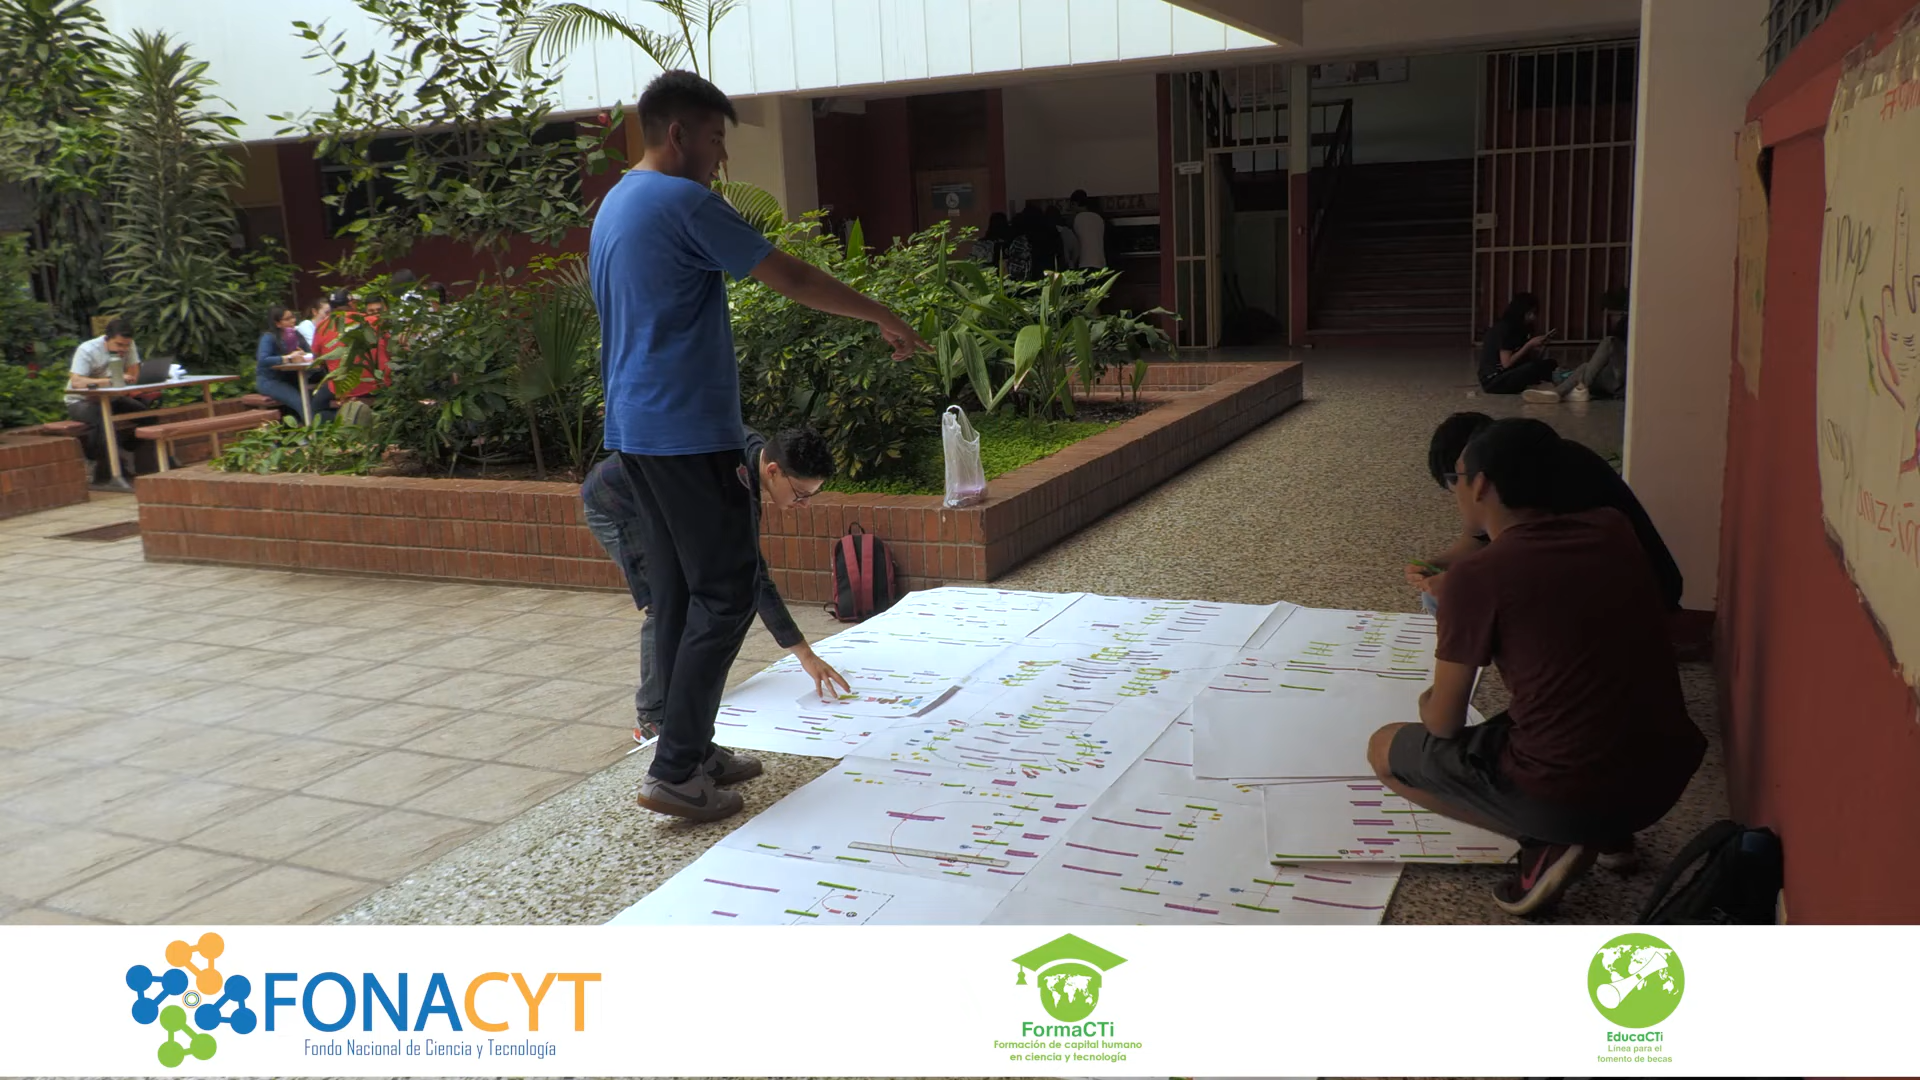 FONACYT
Fondo Nacional de Ciencia y Tecnología
FormaCTi
Formación de capital humano
en ciencia y tecnología
EducaCTi
Línea para el
fomento de becas